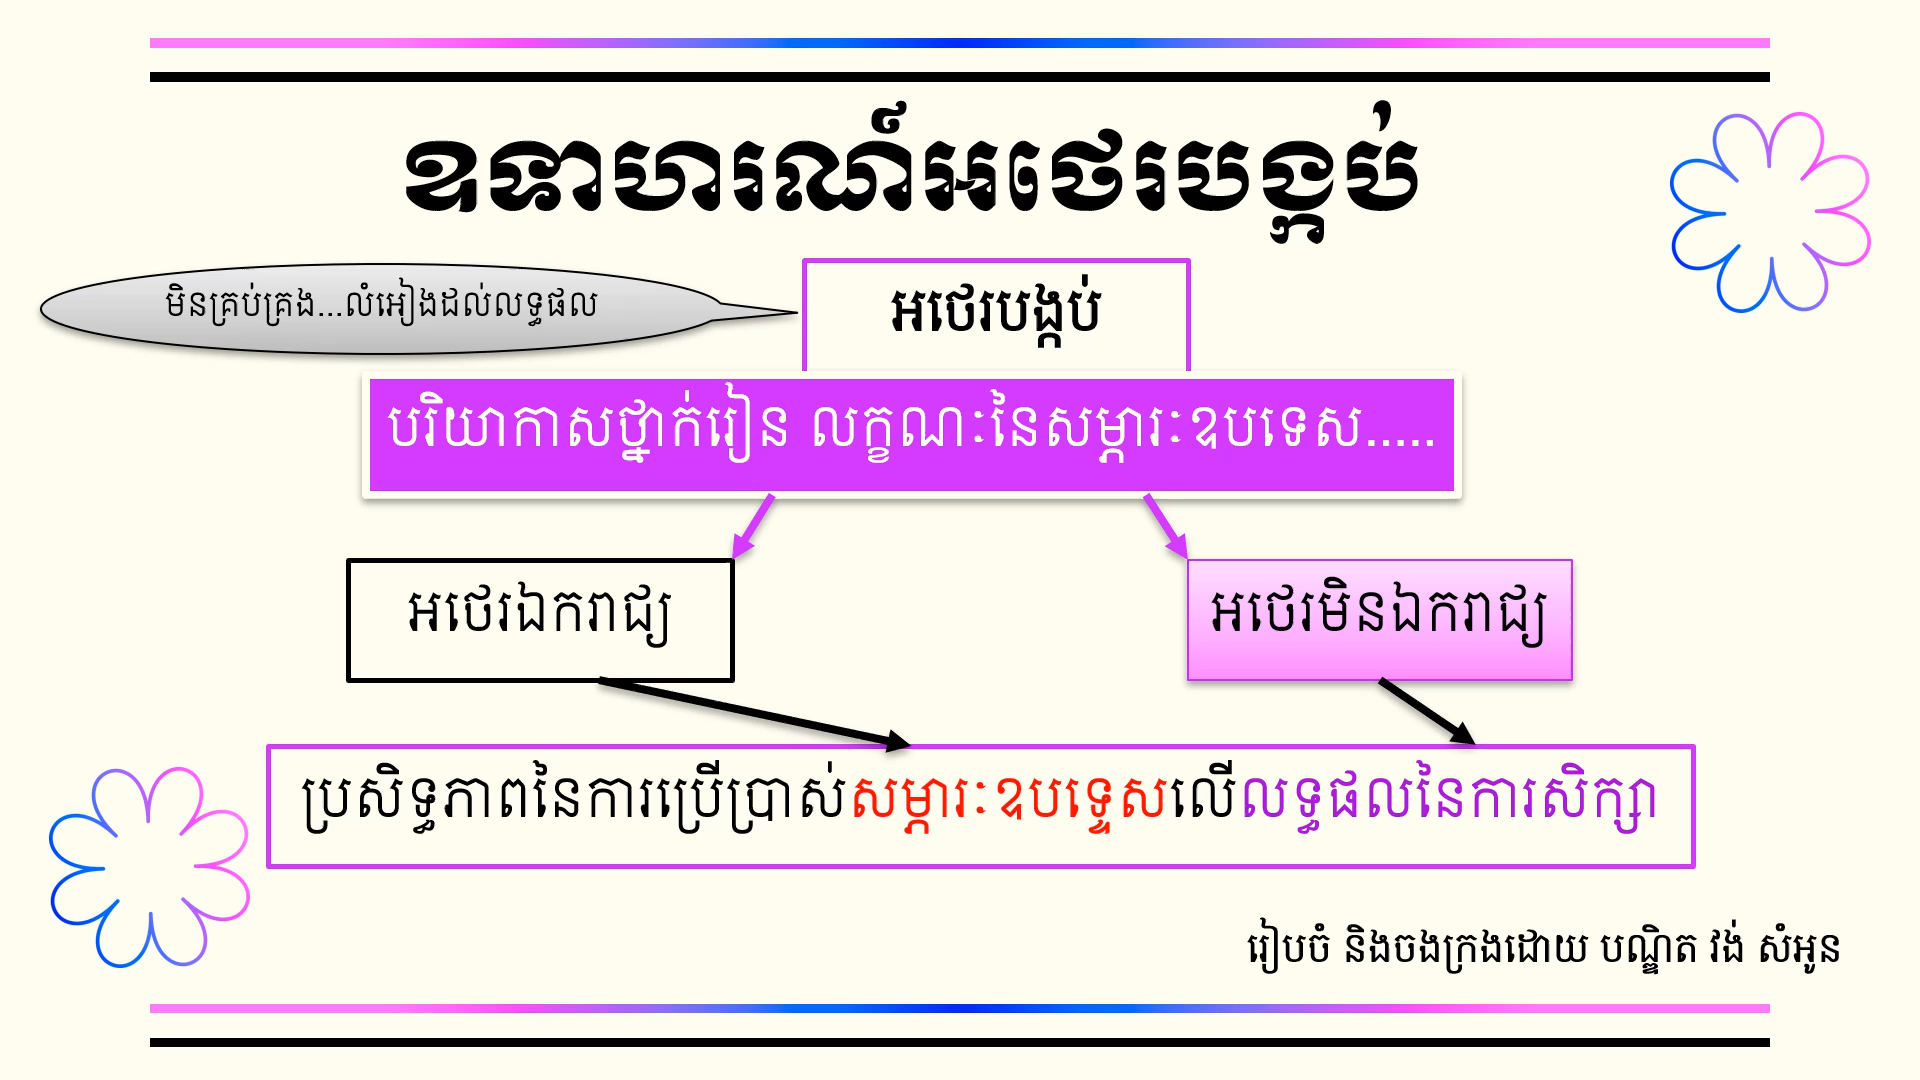 ឧទាហរណ៍អថេរបង្កប់
មិនគ្រប់គ្រង...លំអៀងដល់លទ្ធផល
អថេរបង្កប់
បរិយាកាសថ្នាក់រៀន លក្ខណៈនៃសម្ភារៈឧបទេស.....
អថេរឯករាជ្យ
អថេរមិនឯករាជ្យ
ប្រសិទ្ធភាពនៃការប្រើប្រាស់សម្ភារៈឧបទ្ទេសលើលទ្ធផលនៃការសិក្សា
រៀបចំ និងចងក្រងដោយ បណ្ឌិត វង់ សំអូន